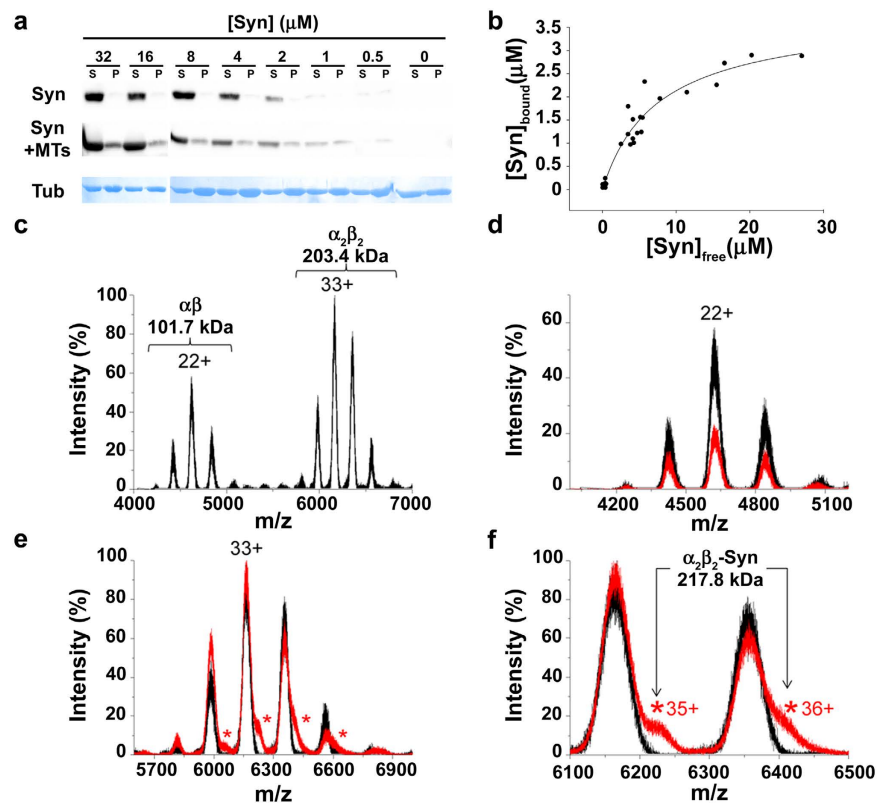 a
[Syn] (µM)
32 16 8 4 2 1 0.5 0
S P S P S P S P S P S P S P S P
Syn
Syn
+MTs
Tub
b
[Syn]bound(µM)
3.5
3
2.5
2
1.5
1
0.5
0
0 10 20 30
[Syn]free(µM)
c
αβ
101.7 kDa
22+
α2β2
203.4 kDa
33+
Intensity (%)
100
80
60
40
20
0
4000 5000 6000 7000
m/z
d
22+
Intensity (%)
60
40
20
0
4200 4500 4800 5100
m/z
e
33+
Intensity (%)
100
80
60
40
20
0
* * * *
5700 6000 6300 6600 6900
m/z
f
α2β2-Syn
217.8 kDa
Intensity (%)
100
80
60
40
20
0
*35+ *36+
6100 6200 6300 6400 6500
m/z